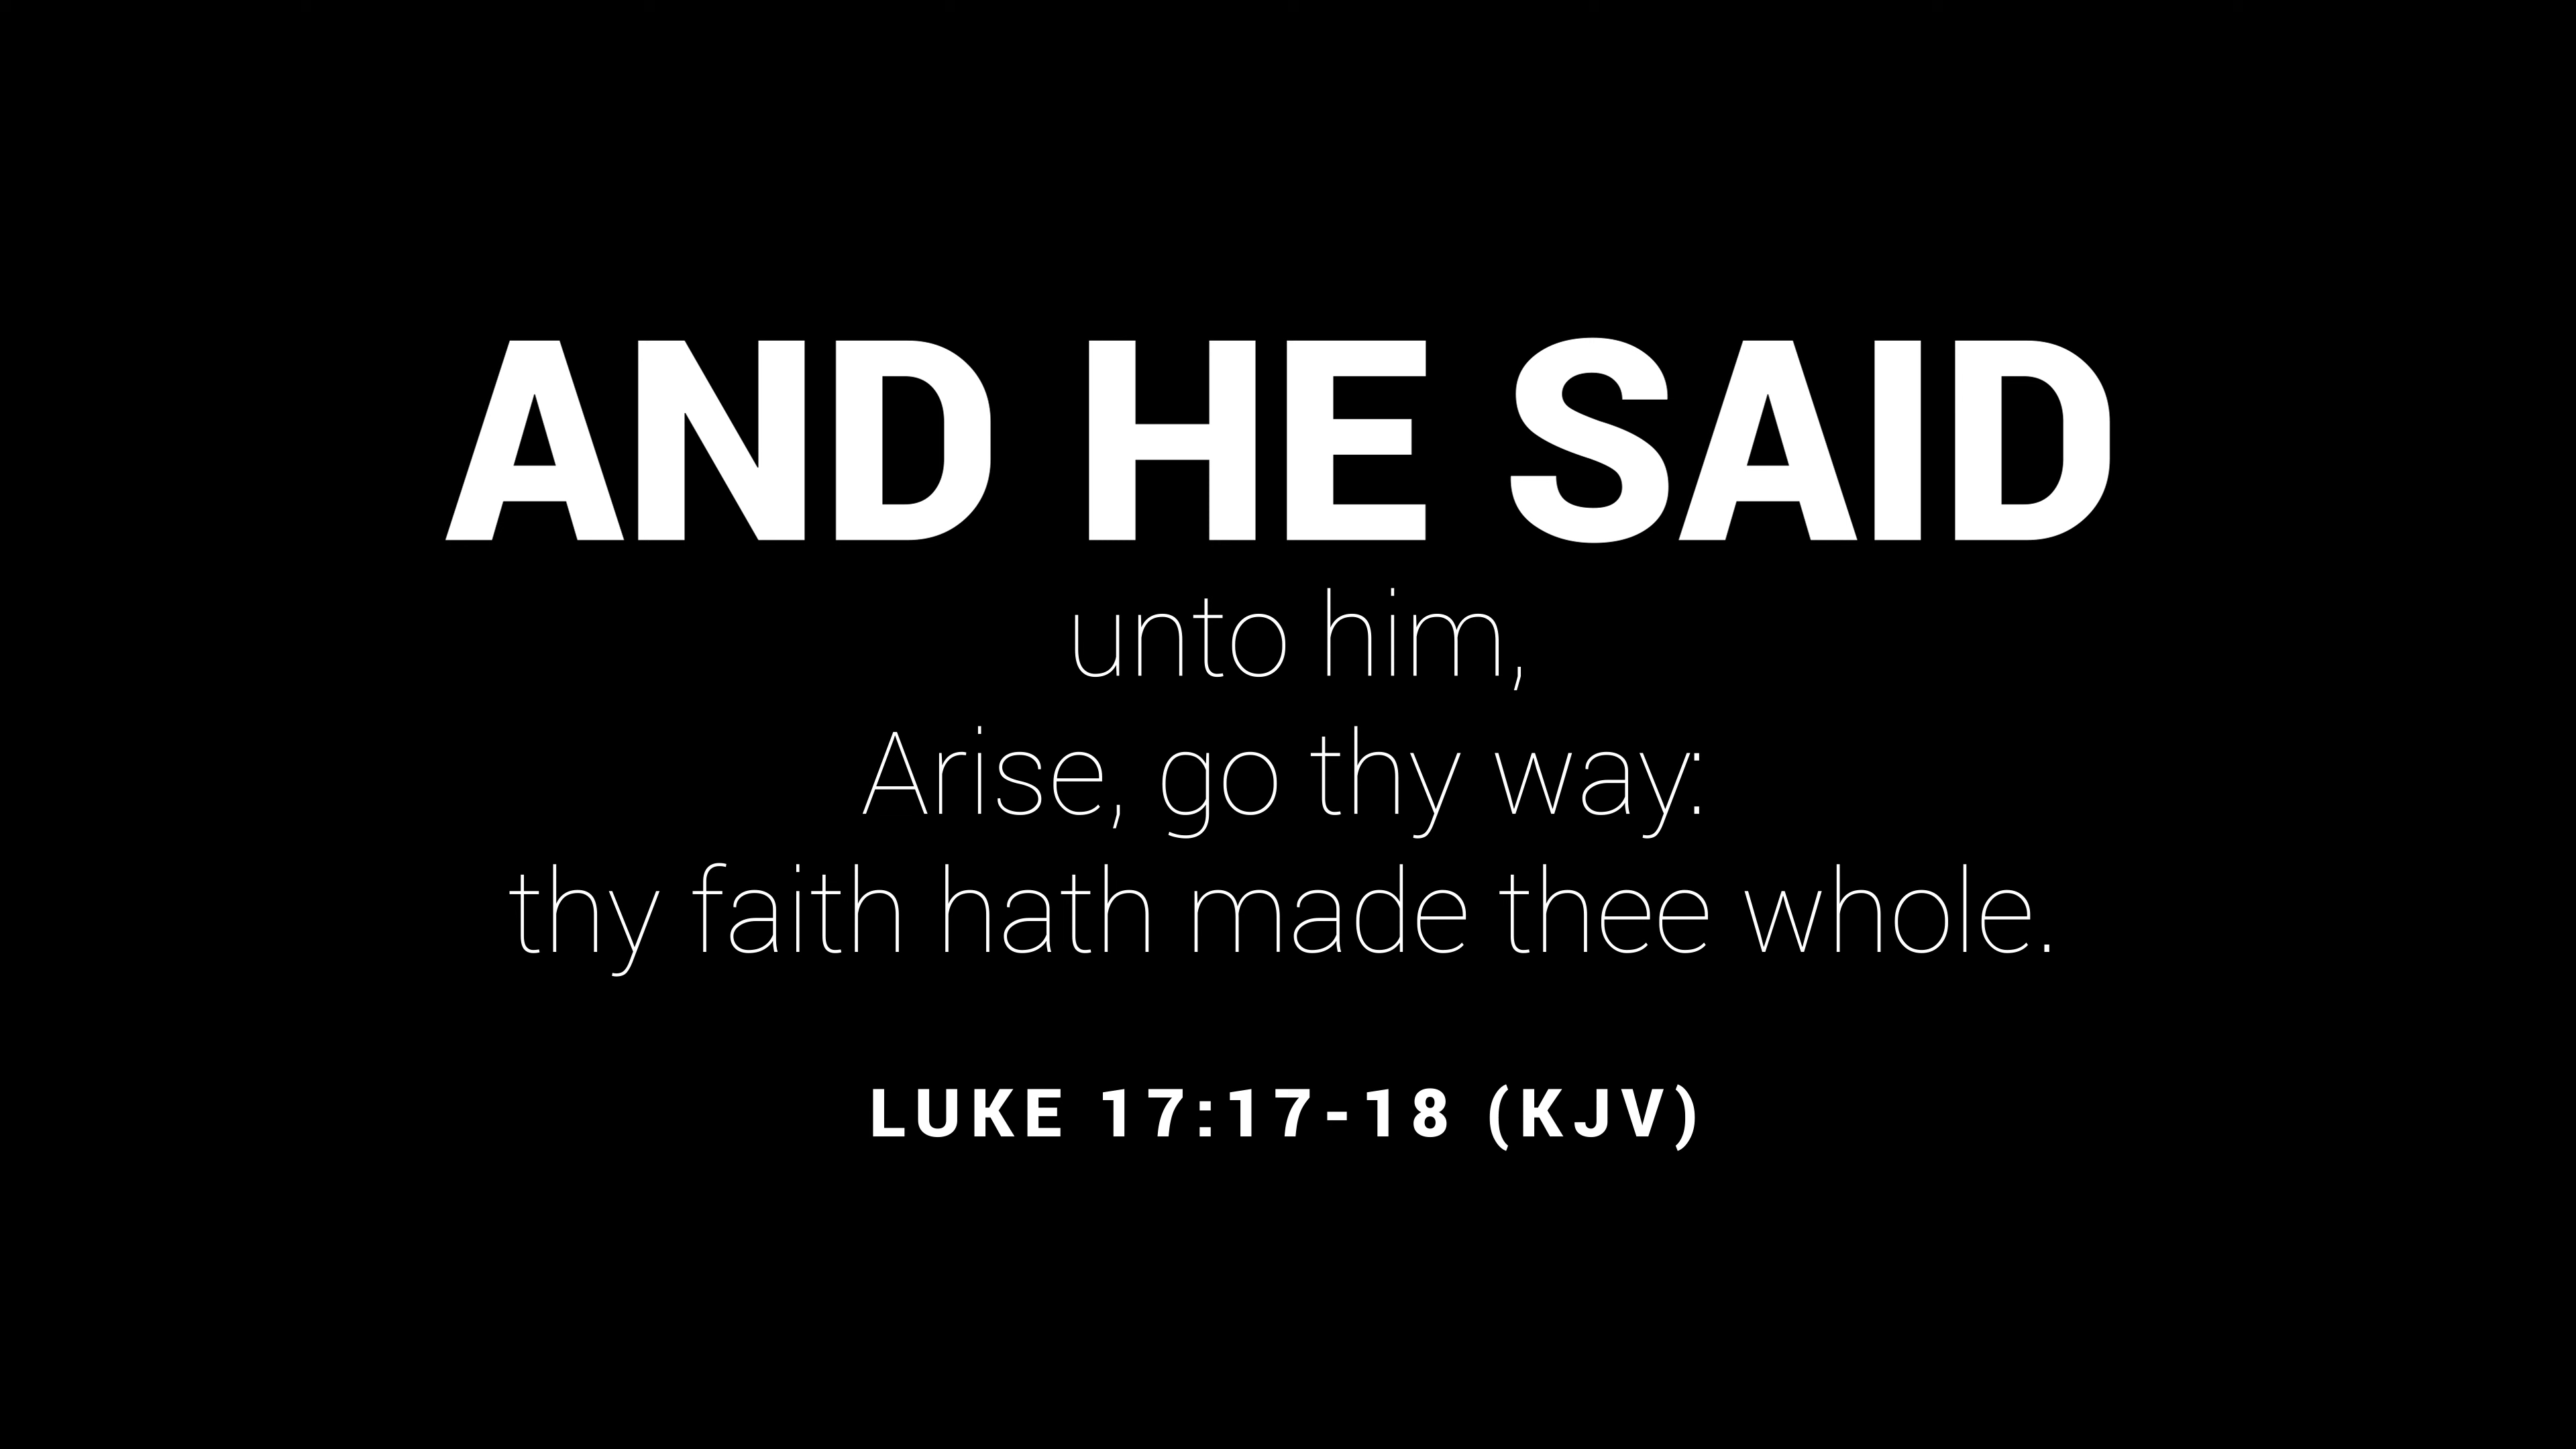 AND HE SAID
unto him,
Arise, go thy way:
thy faith hath made thee whole.
LUKE 17:17-18 (KJV)